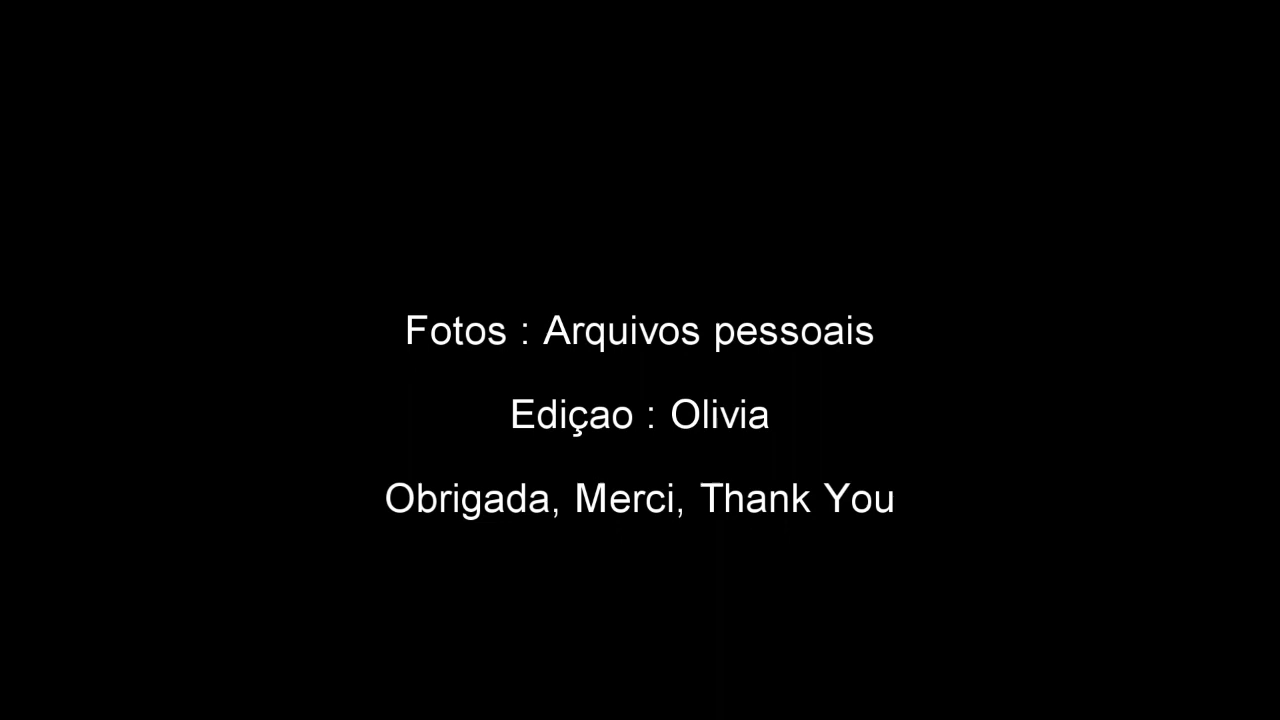 Fotos : Arquivos pessoais
Ediçao : Olivia
Obrigada, Merci, Thank You